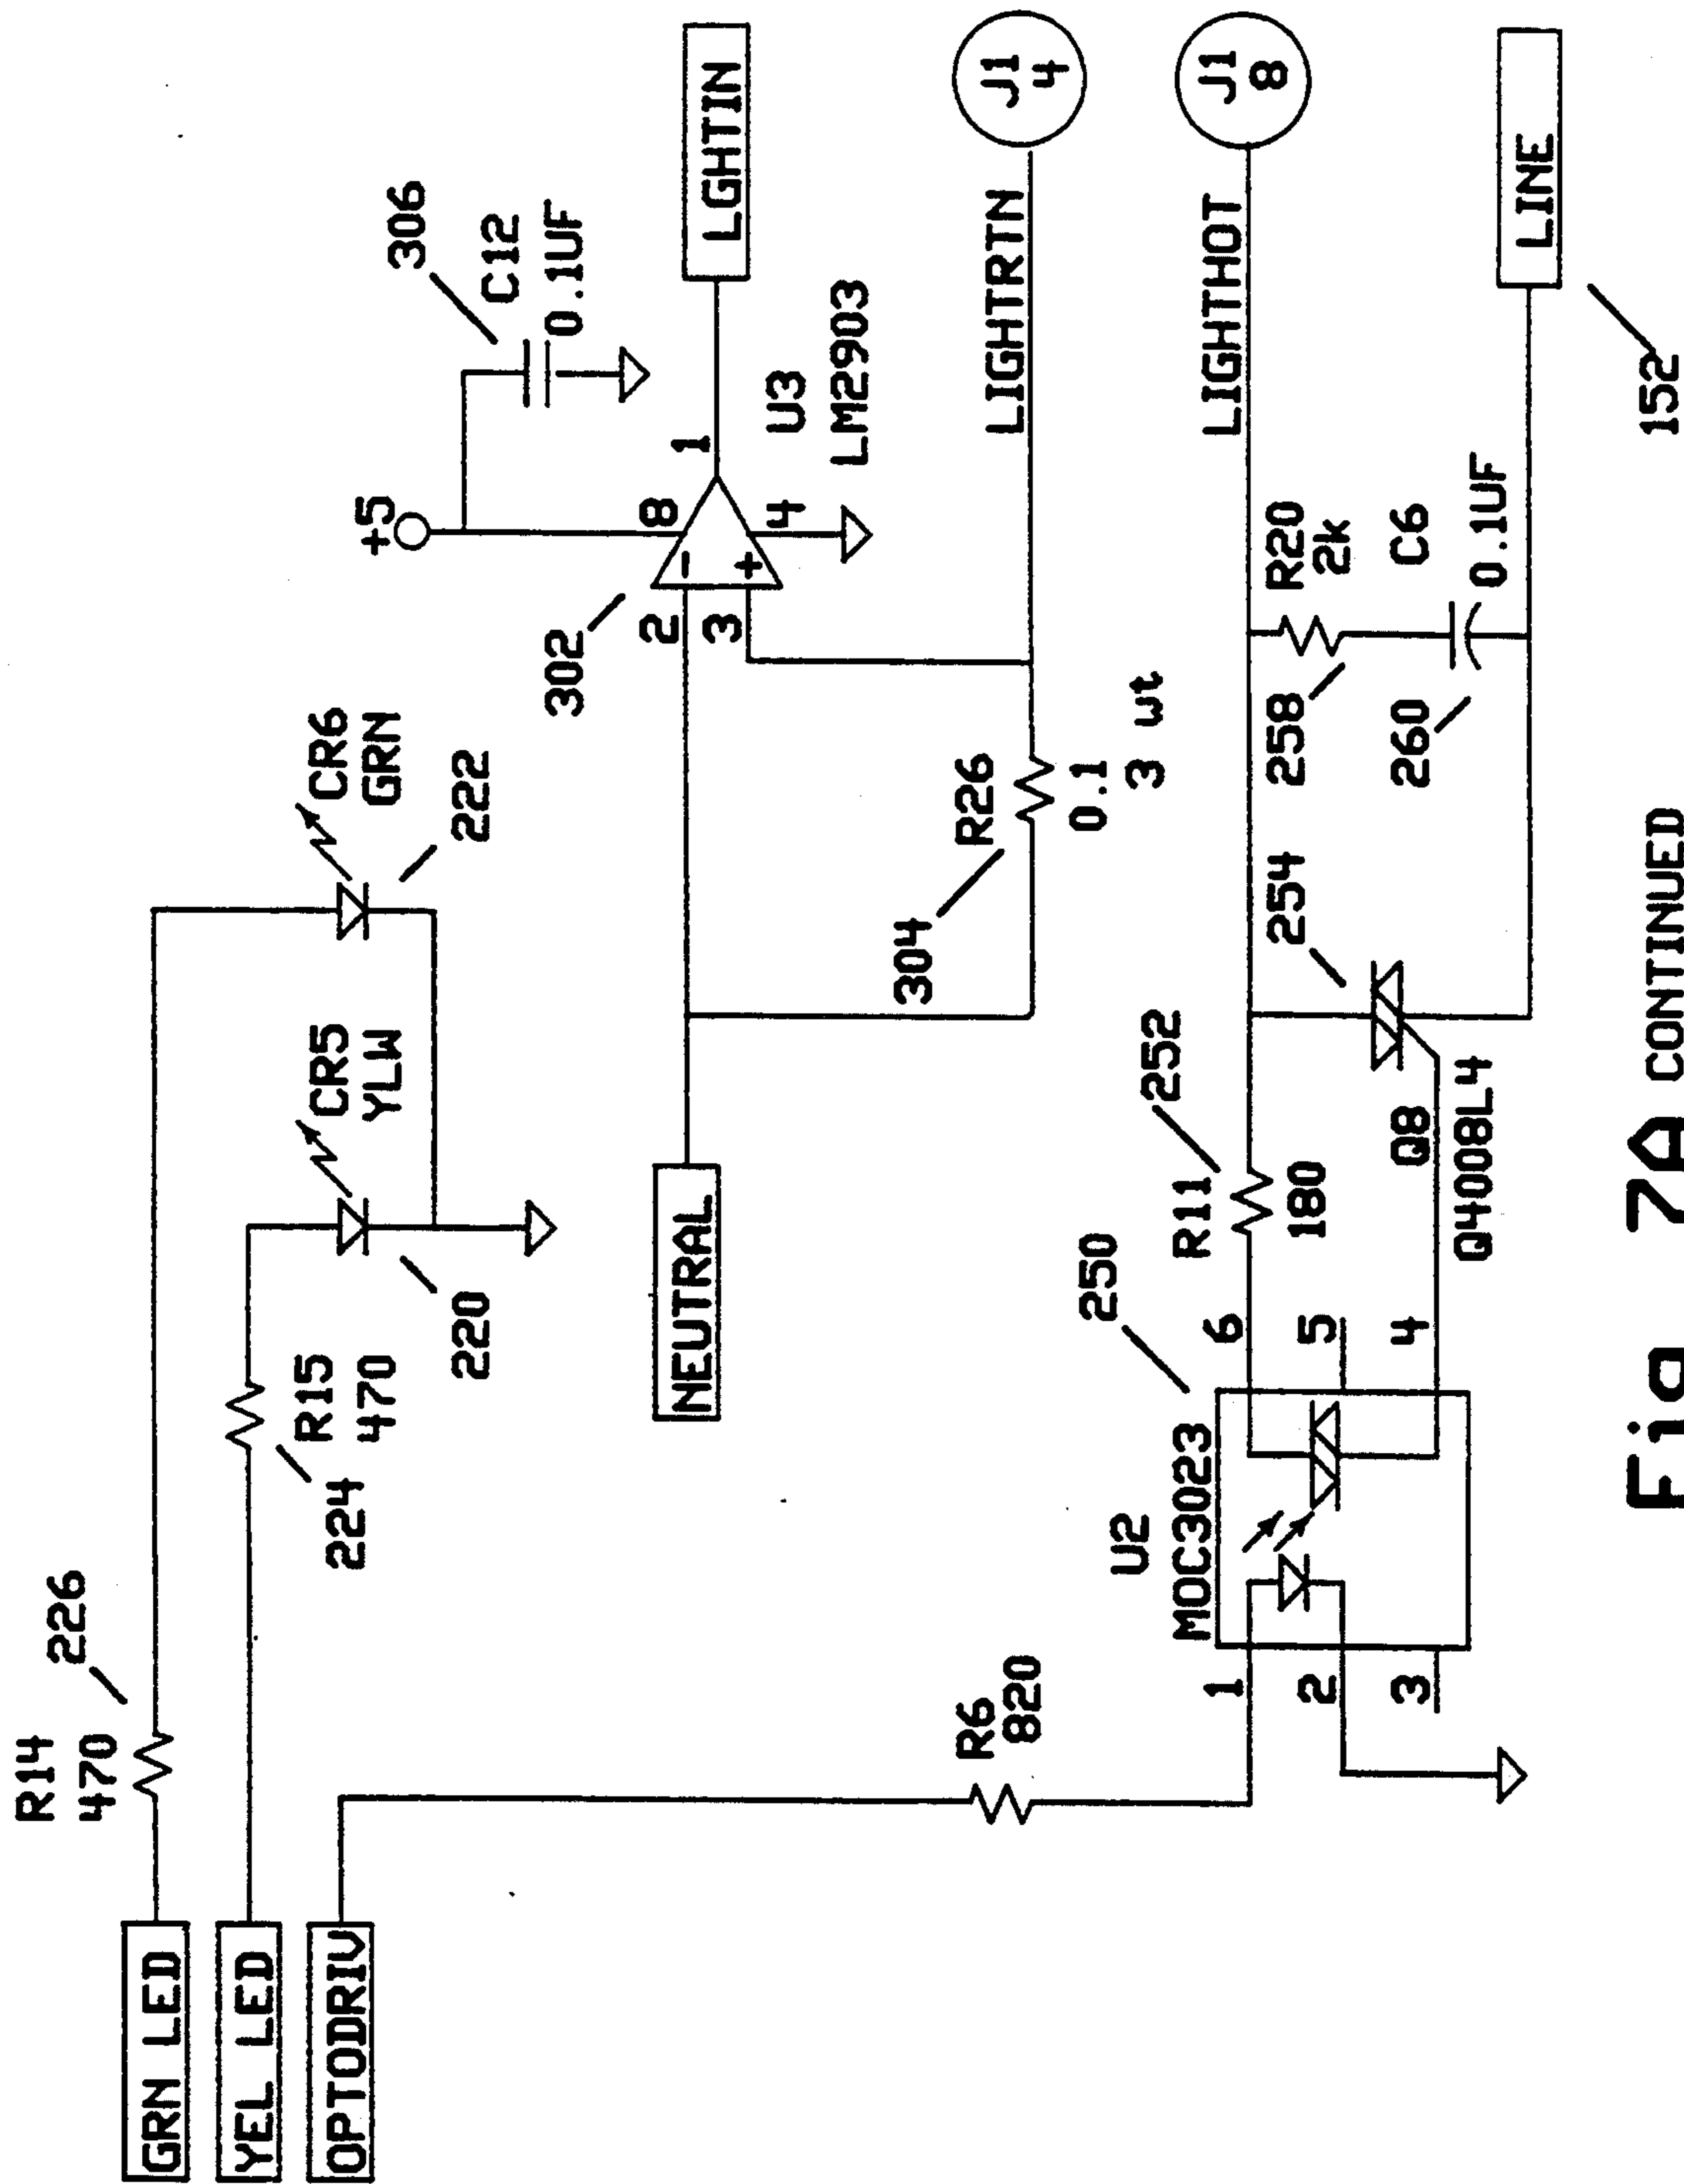 R14
470
226
GRN LED
YEL LED
OPTODRIV
224
R15
470
220
CR5
YLW
CR6
GRN
222
+5
306
C12
0.1UF
302
2
3
8
-
+
4
1
U3
LM2903
LGHTIN
NEUTRAL
304
R26
0.1
3 wt
LIGHTRTN
J1
4
R6
820
U2
MOC3023
250
1
2
3
6
5
4
R11
180
252
254
Q8
Q4008L4
258
R20
2k
260
C6
0.1UF
LIGHTHOT
J1
8
LINE
152
Fig 7A CONTINUED